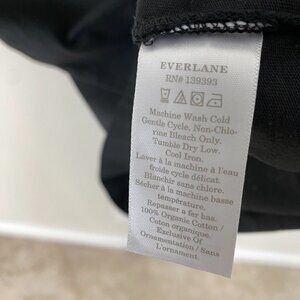 EVERLANE
RN# 139393
Machine Wash Cold
Gentle Cycle. Non-Chlo-
rine Bleach Only.
Tumble Dry Low.
Cool Iron.
Laver à la machine à l'eau
froide cycle délicat.
Blanchir sans chlore.
Sécher à la machine basse
température.
Repasser a fer bas.
100% Organic Cotton /
Coton organique.
Exclusive Of
Ornamentation / Sans
L'ornament